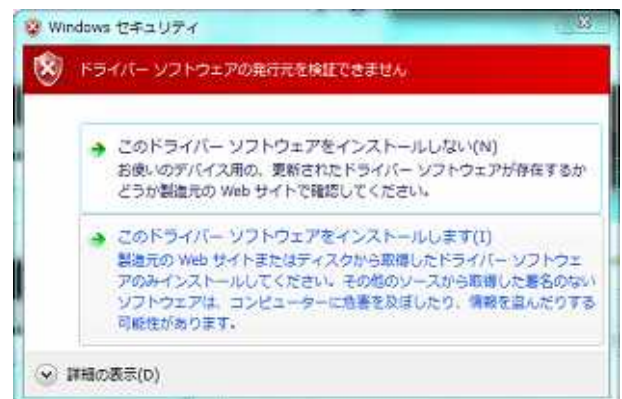 Windows セキュリティ
ドライバー ソフトウェアの発行元を検証できません
このドライバー ソフトウェアをインストールしない(N)
お使いのデバイス用の、更新されたドライバー ソフトウェアが存在するか
どうか製造元の Web サイトで確認してください。
このドライバー ソフトウェアをインストールします(I)
製造元の Web サイトまたはディスクから取得したドライバー ソフトウェ
アのみインストールしてください。その他のソースから取得した署名のない
ソフトウェアは、コンピューターに危害を及ぼしたり、情報を盗んだりする
可能性があります。
詳細の表示(D)